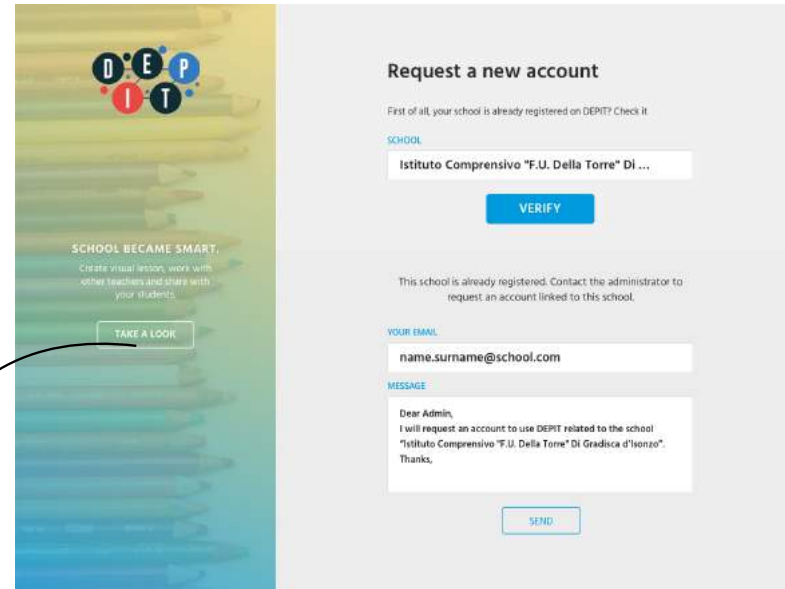 DEP
IT
SCHOOL BECAME SMART.
Create visual lesson, work with
other teachers and share with
your students.
TAKE A LOOK
Request a new account
First of all, your school is already registered on DEPIT? Check it
SCHOOL
Istituto Comprensivo "F.U. Della Torre" Di ...
VERIFY
This school is already registered. Contact the administrator to
request an account linked to this school.
YOUR EMAIL
name.surname@school.com
MESSAGE
Dear Admin,
I will request an account to use DEPIT related to the school
"Istituto Comprensivo "F.U. Della Torre" Di Gradisca d'Isonzo".
Thanks,
SEND